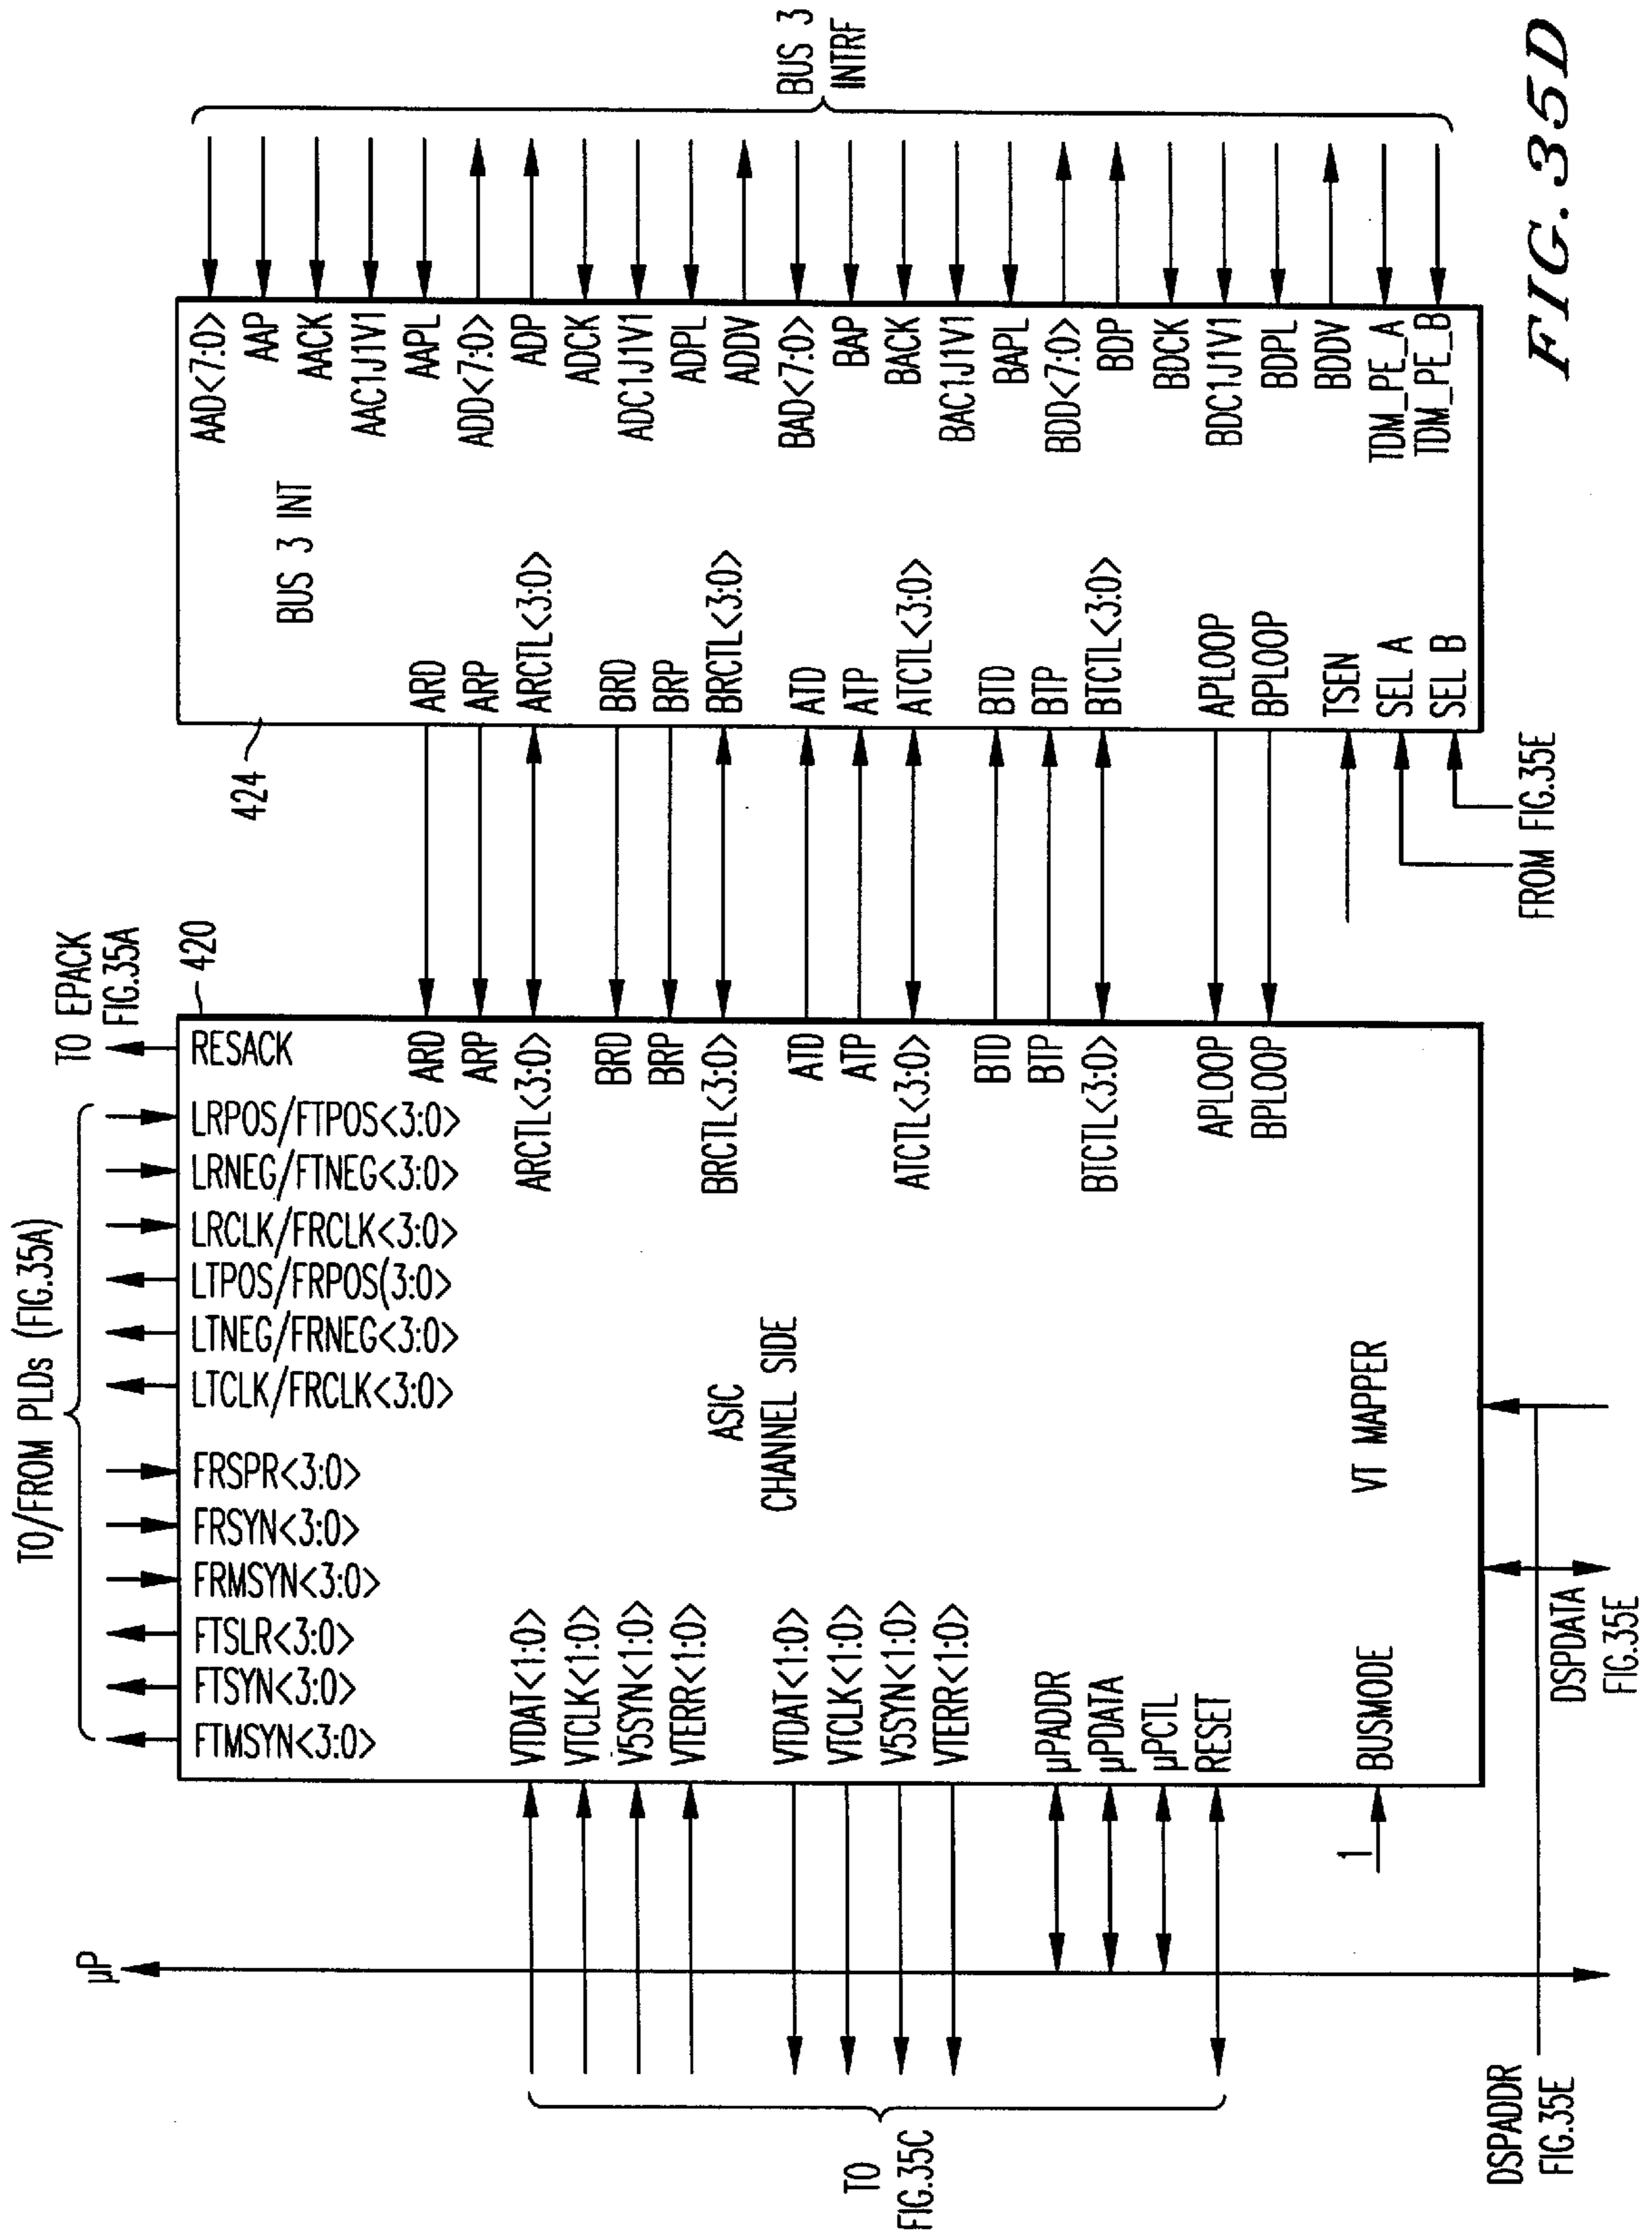 TO/FROM PLDs (FIG.35A)
TO EPACK
FIG.35A
420
RESACK
LRPOS/FTPOS<3:0>
LRNEG/FTNEG<3:0>
LRCLK/FRCLK<3:0>
LTPOS/FRPOS(3:0>
LTNEG/FRNEG<3:0>
LTCLK/FRCLK<3:0>
FRSPR<3:0>
FRSYN<3:0>
FRMSYN<3:0>
FTSLR<3:0>
FTSYN<3:0>
FTMSYN<3:0>
µP
VTDAT<1:0>
VTCLK<1:0>
V5SYN<1:0>
VTERR<1:0>
VTDAT<1:0>
VTCLK<1:0>
V5SYN<1:0>
VTERR<1:0>
µPADDR
µPDATA
µPCTL
RESET
BUSMODE
1
TO
FIG.35C
DSPADDR
FIG.35E
DSPDATA
FIG.35E
ASIC
CHANNEL SIDE
VT MAPPER
ARD
ARP
ARCTL<3:0>
BRD
BRP
BRCTL<3:0>
ATD
ATP
ATCTL<3:0>
BTD
BTP
BTCTL<3:0>
APLOOP
BPLOOP
424
BUS 3 INT
ARD
ARP
ARCTL<3:0>
BRD
BRP
BRCTL<3:0>
ATD
ATP
ATCTL<3:0>
BTD
BTP
BTCTL<3:0>
APLOOP
BPLOOP
TSEN
SEL A
SEL B
FROM FIG.35E
AAD<7:0>
AAP
AACK
AAC1J1V1
AAPL
ADD<7:0>
ADP
ADCK
ADC1J1V1
ADPL
ADDV
BAD<7:0>
BAP
BACK
BAC1J1V1
BAPL
BDD<7:0>
BDP
BDCK
BDC1J1V1
BDPL
BDDV
TDM_PE_A
TDM_PE_B
BUS 3
INTRF
FIG.35D